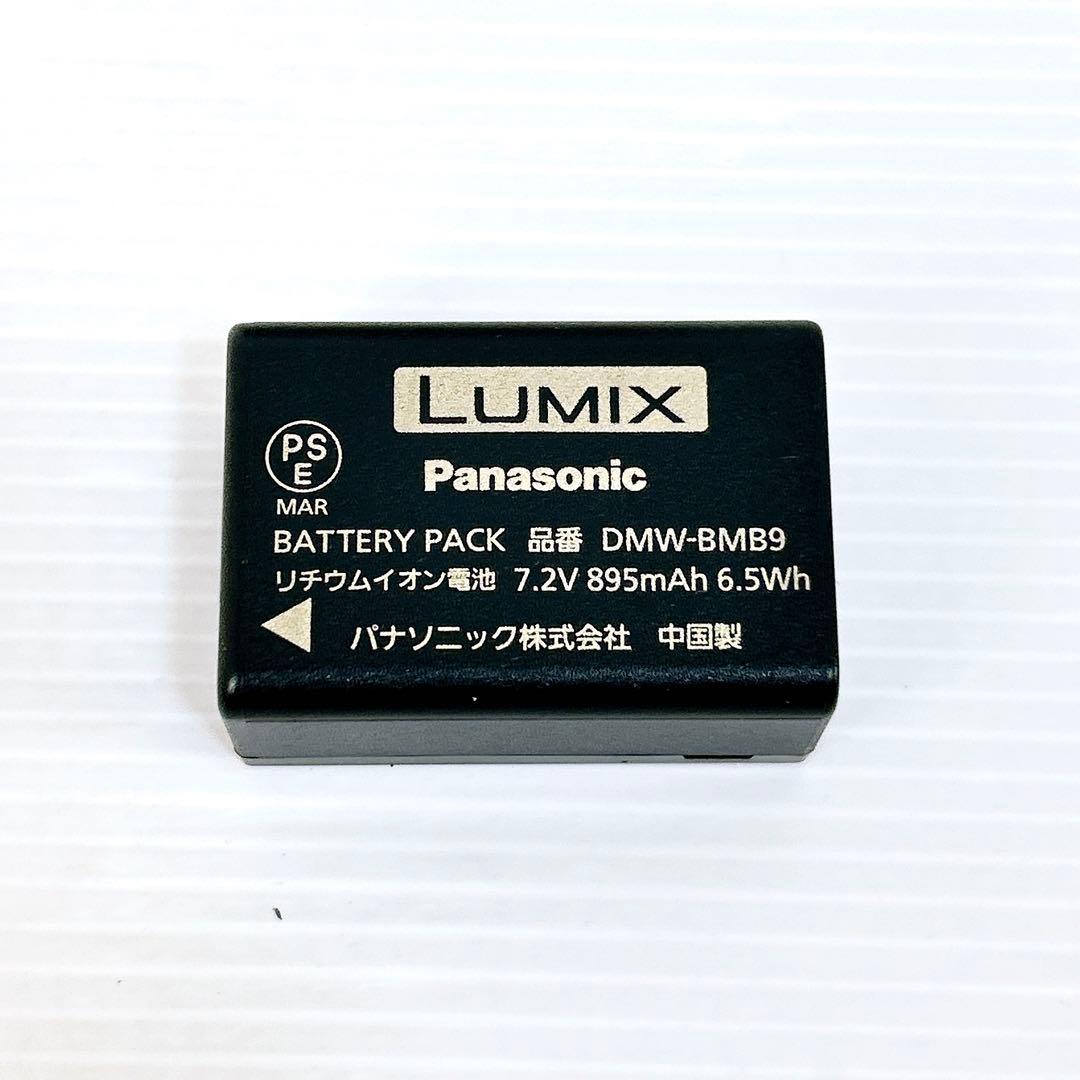 LUMIX
PS
E
Panasonic
MAR
BATTERY PACK 品番 DMW-BMB9
リチウムイオン電池 7.2V 895mAh 6.5Wh
パナソニック株式会社 中国製